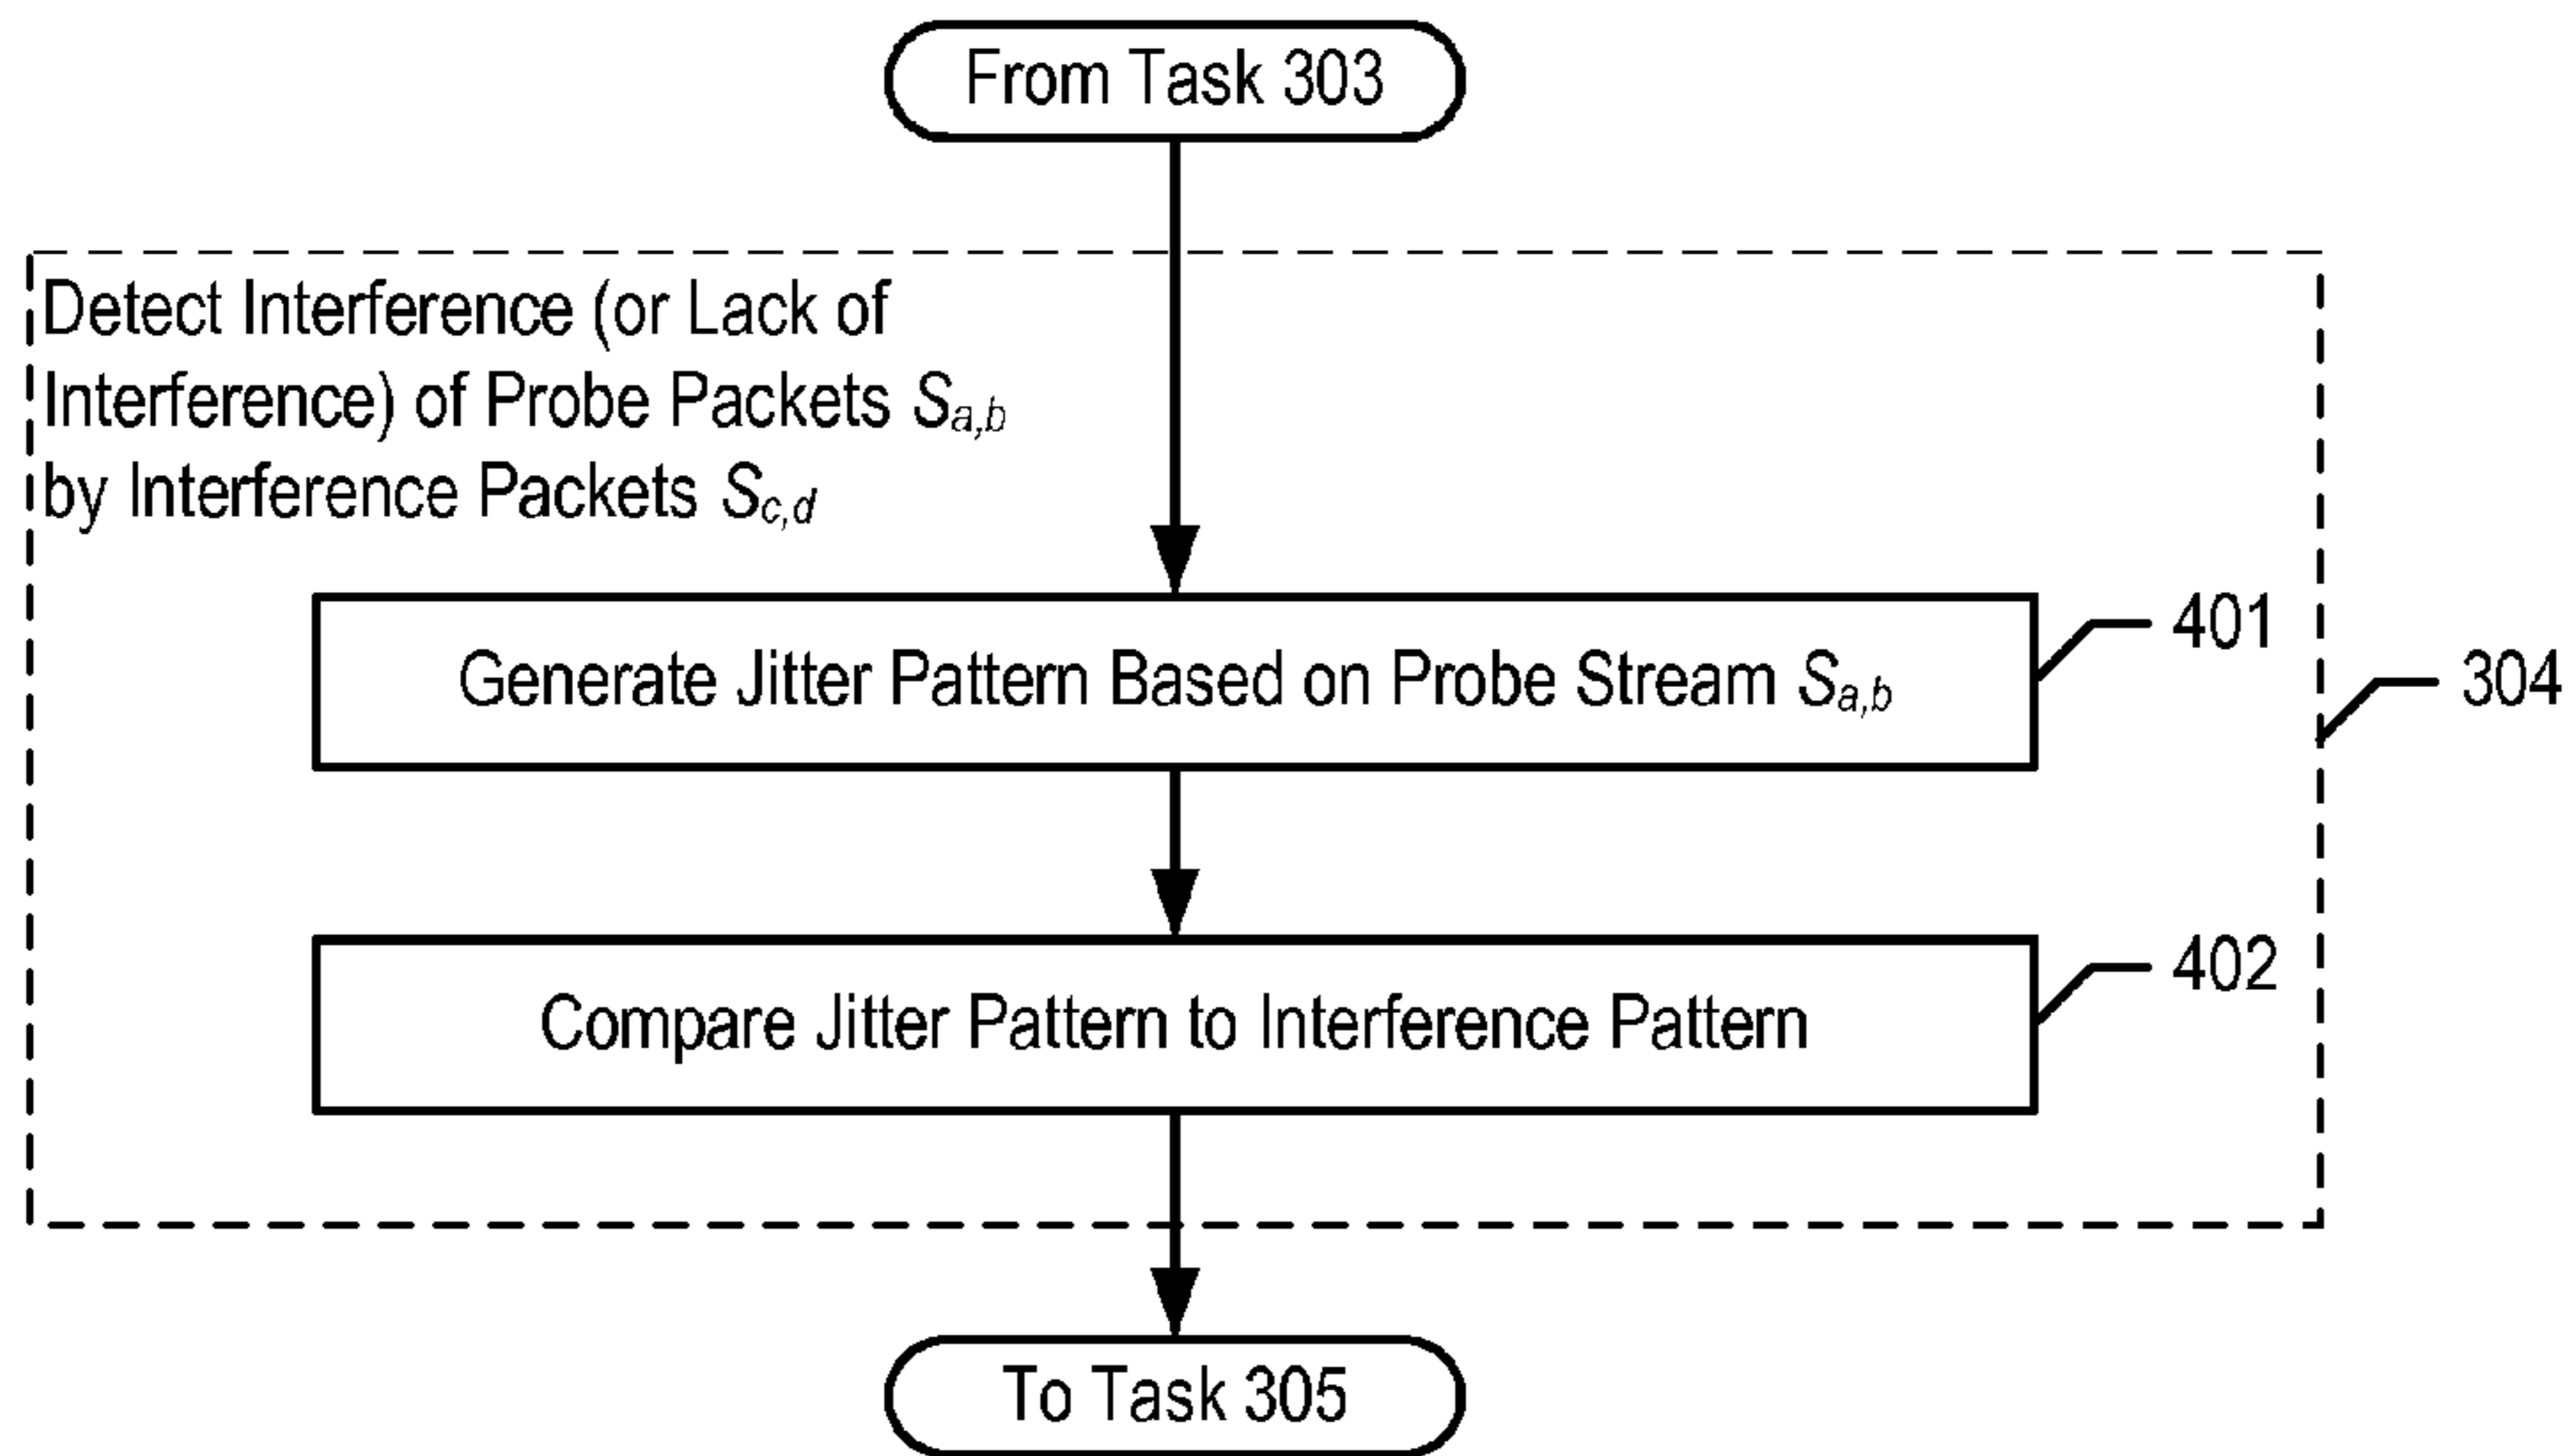 From Task 303
Detect Interference (or Lack of
Interference) of Probe Packets Sa,b
by Interference Packets Sc,d
Generate Jitter Pattern Based on Probe Stream Sa,b
401
304
Compare Jitter Pattern to Interference Pattern
402
To Task 305